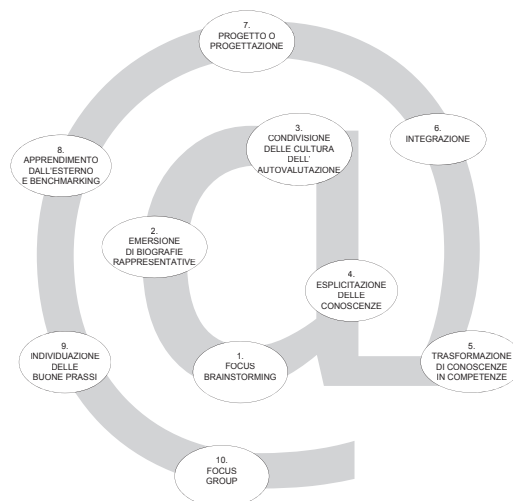 7.
PROGETTO O
PROGETTAZIONE
3.
CONDIVISIONE
DELLE CULTURA
DELL'
AUTOVALUTAZIONE
6.
INTEGRAZIONE
8.
APPRENDIMENTO
DALL'ESTERNO
E BENCHMARKING
2.
EMERSIONE
DI BIOGRAFIE
RAPPRESENTATIVE
4.
ESPLICITAZIONE
DELLE
CONOSCENZE
9.
INDIVIDUAZIONE
DELLE
BUONE PRASSI
1.
FOCUS
BRAINSTORMING
5.
TRASFORMAZIONE
DI CONOSCENZE
IN COMPETENZE
10.
FOCUS
GROUP